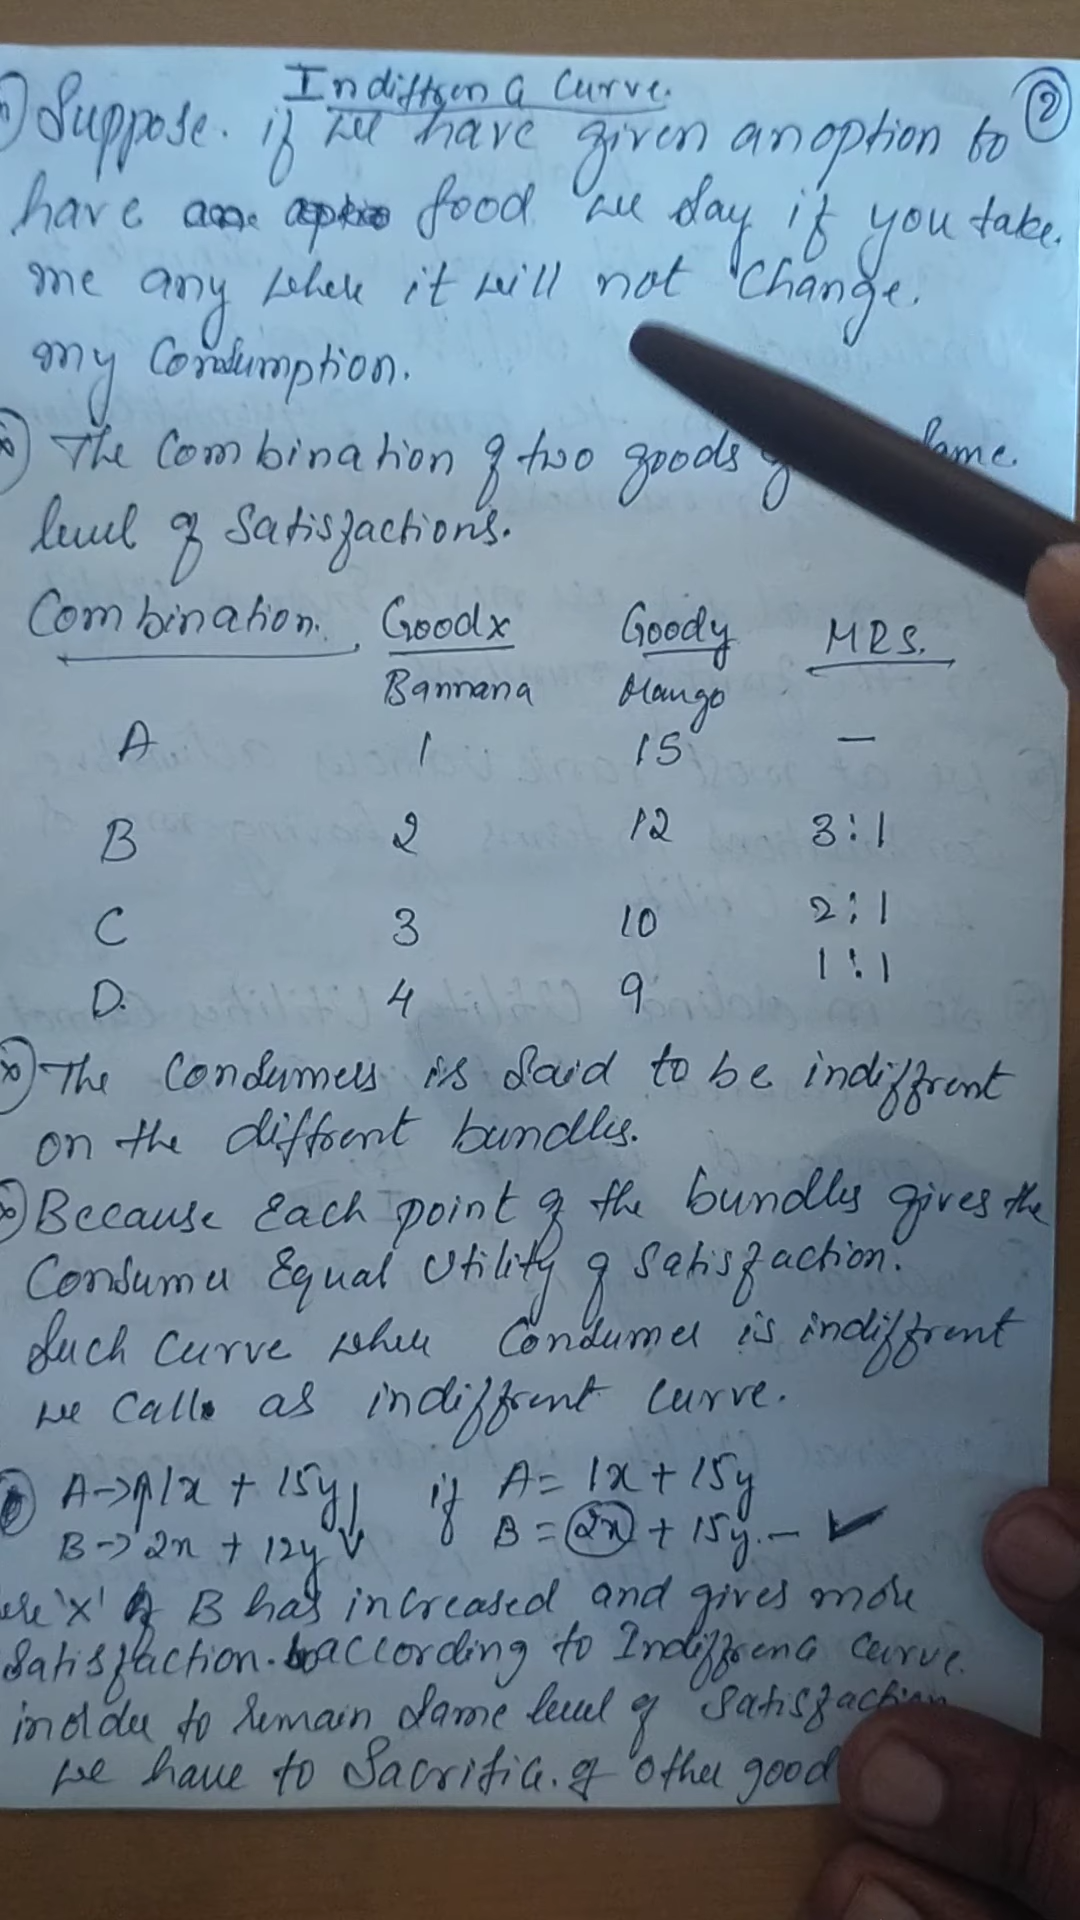 Indiffrence Curve.
2
Suppose. if we have given an option to
have food we say if you take.
me any where it will not change.
my Consumption.
The Combination of two goods same.
level of Satisfactions.
Combination. Good x Good y M R S.
Bannana Mango
A 1 15 —
B 2 12 3:1
C 3 10 2:1
D. 4 9 1:1
The Consumers is Said to be indiffrent
on the diffrent bundles.
Because Each point of the bundles gives the
Consumer Equal Utility of Satisfaction.
Such Curve where Consumer is indiffrent
we Call as indiffrent Curve.
A→↑1x + 15y↓ if A= 1x + 15y
B→2x + 12y B = 2x + 15y. — ✓
'x' of B has increased and gives more
Satisfaction. according to Indiffrence Curve.
inorder to Remain Same level of Satisfaction
we have to Sacrifice. of other good